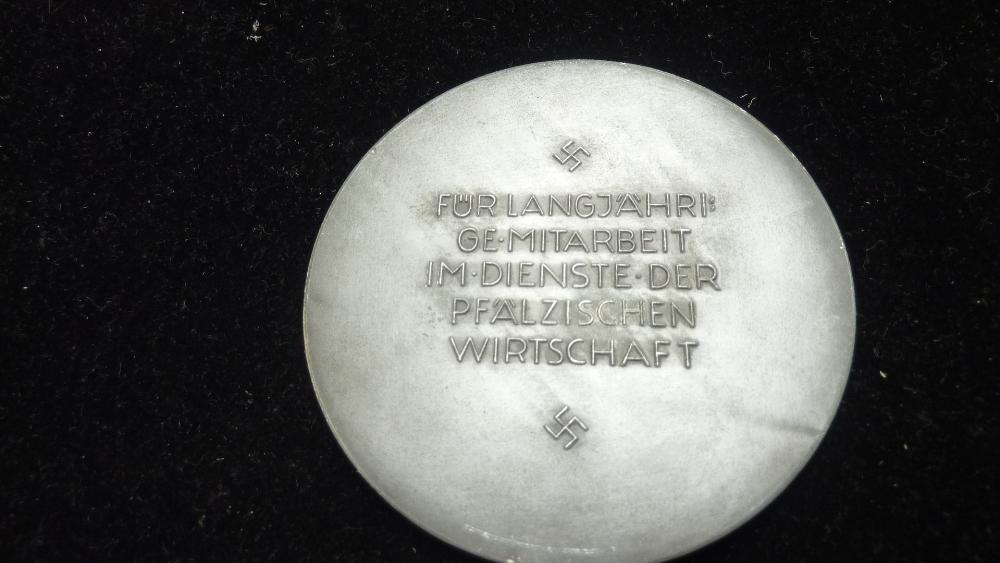 FÜR LANGJÄHRI:
GE·MITARBEIT
IM·DIENSTE·DER
PFÄLZISCHEN
WIRTSCHAFT